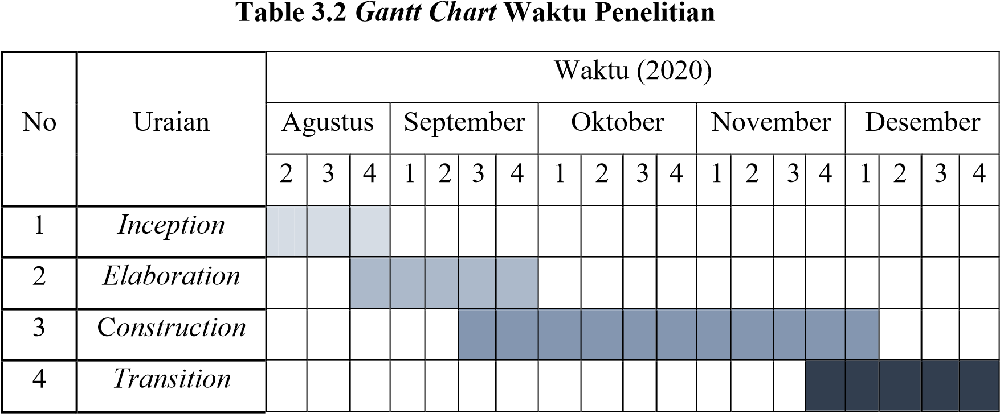 Table 3.2 Gantt Chart Waktu Penelitian
No Uraian Waktu (2020)
Agustus September Oktober November Desember
2 3 4 1 2 3 4 1 2 3 4 1 2 3 4 1 2 3 4
1 Inception
2 Elaboration
3 Construction
4 Transition